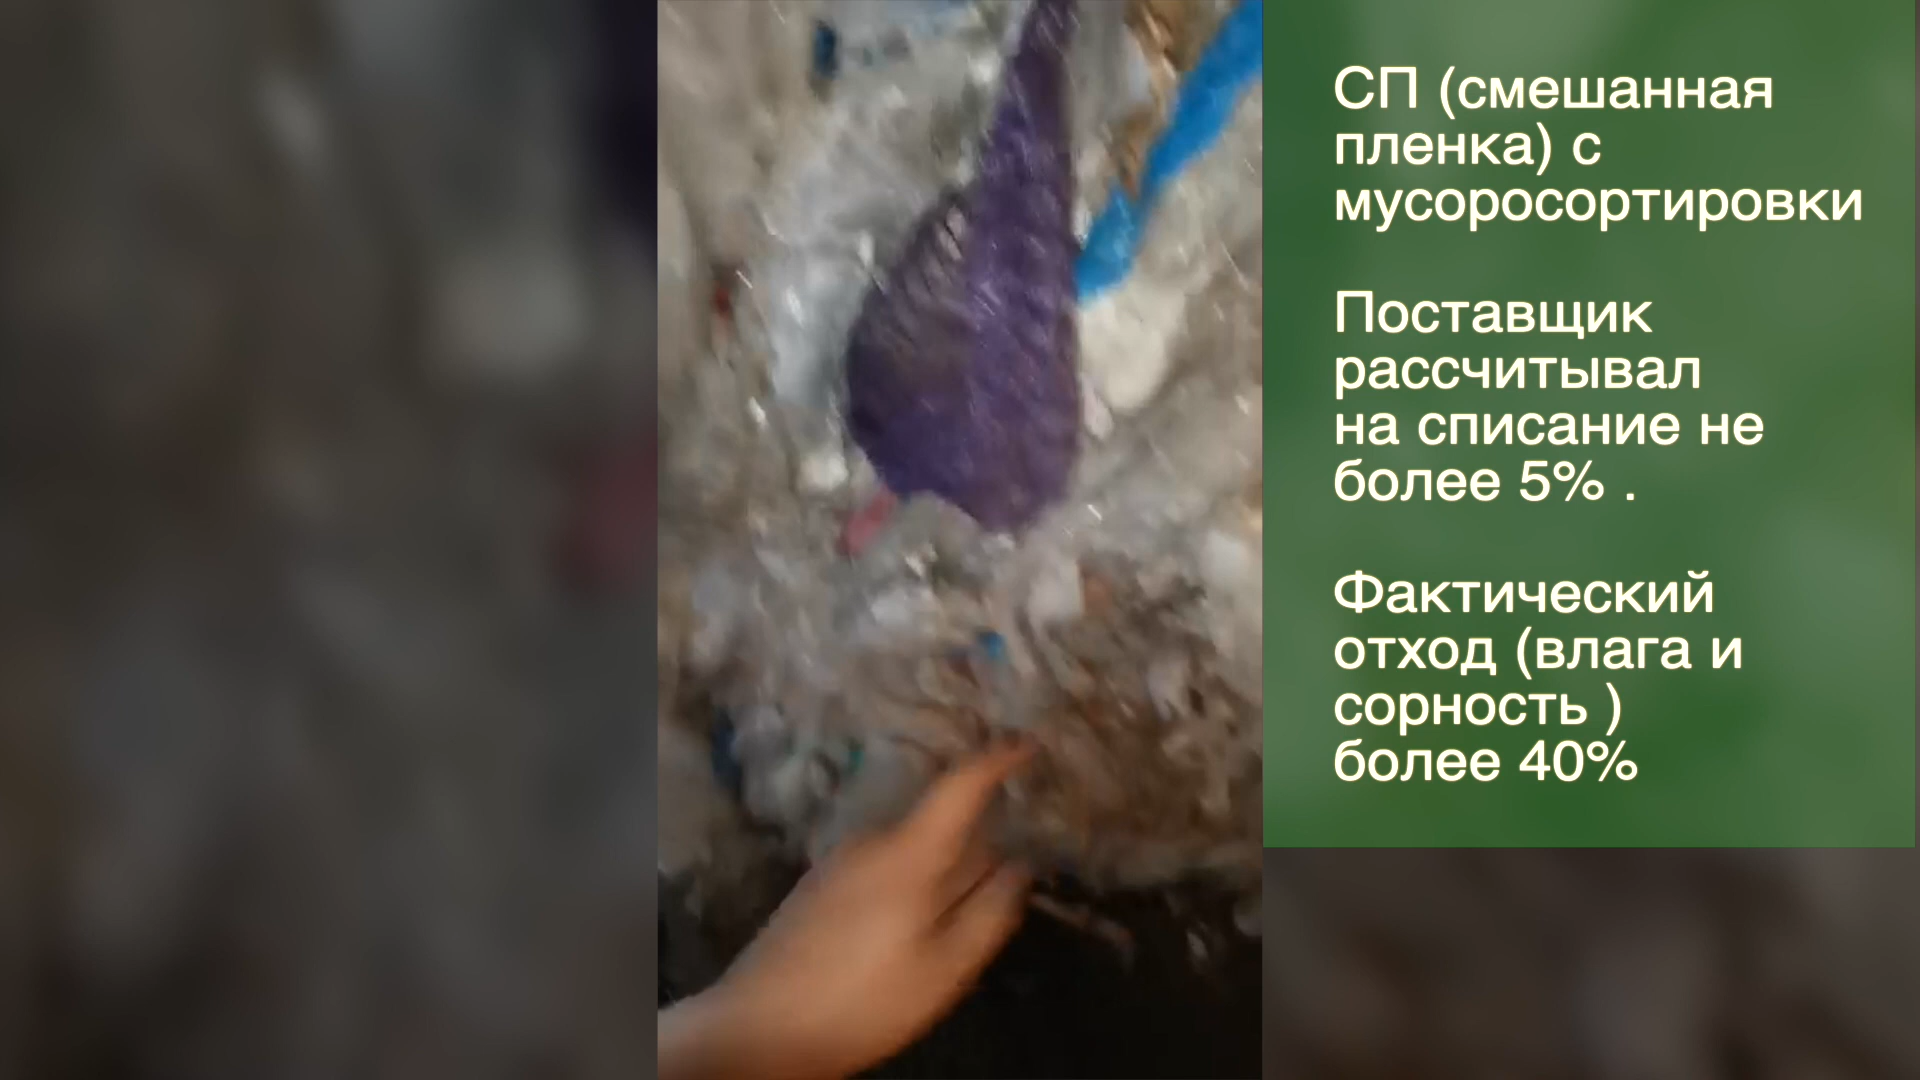 СП (смешанная
пленка) с
мусоросортировки
Поставщик
рассчитывал
на списание не
более 5% .
Фактический
отход (влага и
сорность )
более 40%